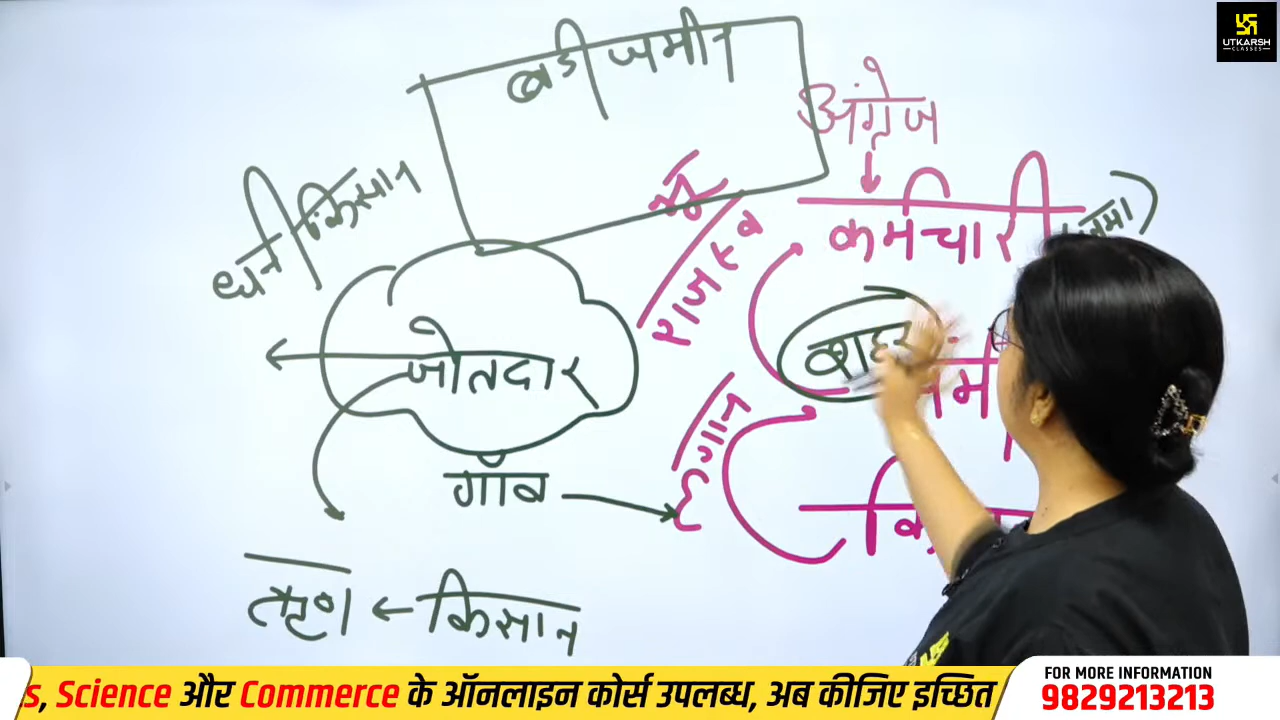 UTKARSH
CLASSES
बडी जमीन
अंग्रेज
धनी किसान
भू
राजस्व
कर्मचारी
शहर
जोतदार
लगान
गाँव
ऋण ← किसान
s, Science और Commerce के ऑनलाइन कोर्स उपलब्ध, अब कीजिए इच्छित
FOR MORE INFORMATION
9829213213